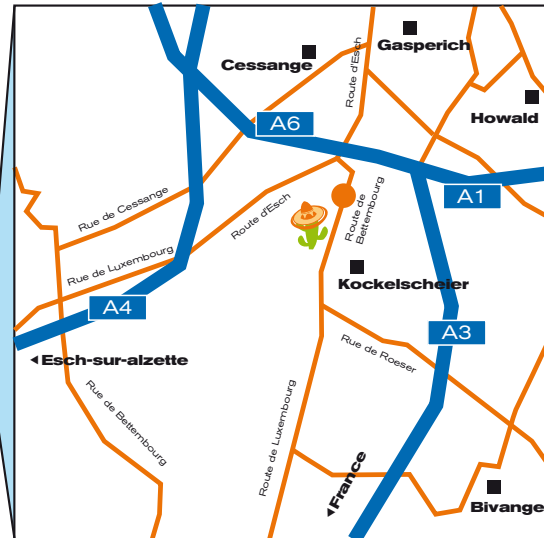 Gasperich
Cessange
Route d'Esch
Howald
A6
A1
Rue de Cessange
Route d'Esch
Route de
Bettembourg
Rue de Luxembourg
Kockelscheier
A4
A3
Rue de Roeser
Esch-sur-alzette
Rue de Bettembourg
Route de Luxembourg
France
Bivange